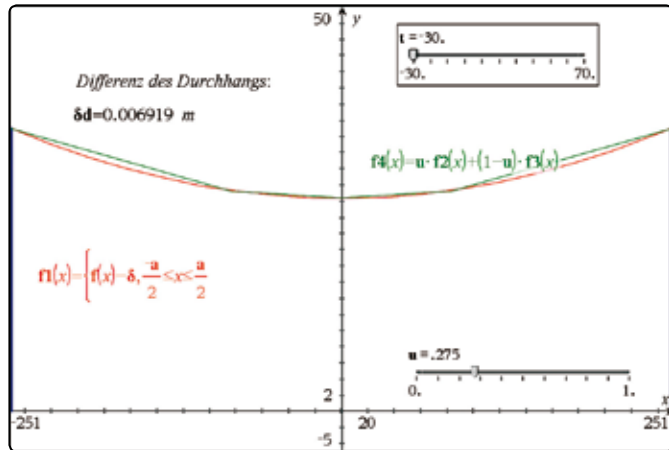 50
y
t =-30.
-30.
70.
Differenz des Durchhangs:
δd=0.006919 m
f4(x)=u·f2(x)+(1-u)·f3(x)
f1(x)={f(x)-δ, -a/2 ≤x≤ a/2
u =.275
0.
1.
2
x
-251
20
251
-5